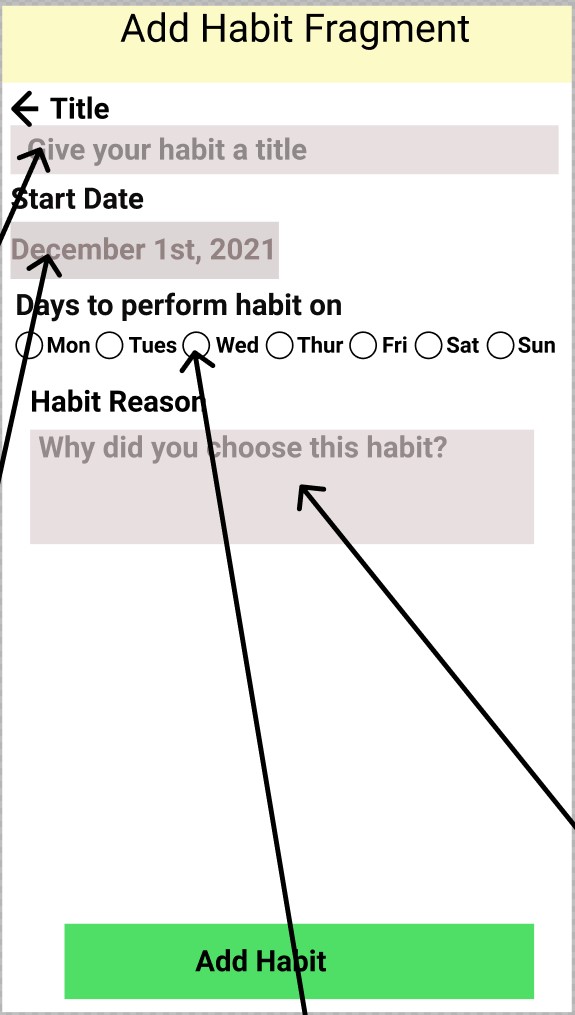 Add Habit Fragment
Title
Give your habit a title
Start Date
December 1st, 2021
Days to perform habit on
Mon Tues Wed Thur Fri Sat Sun
Habit Reason
Why did you choose this habit?
Add Habit